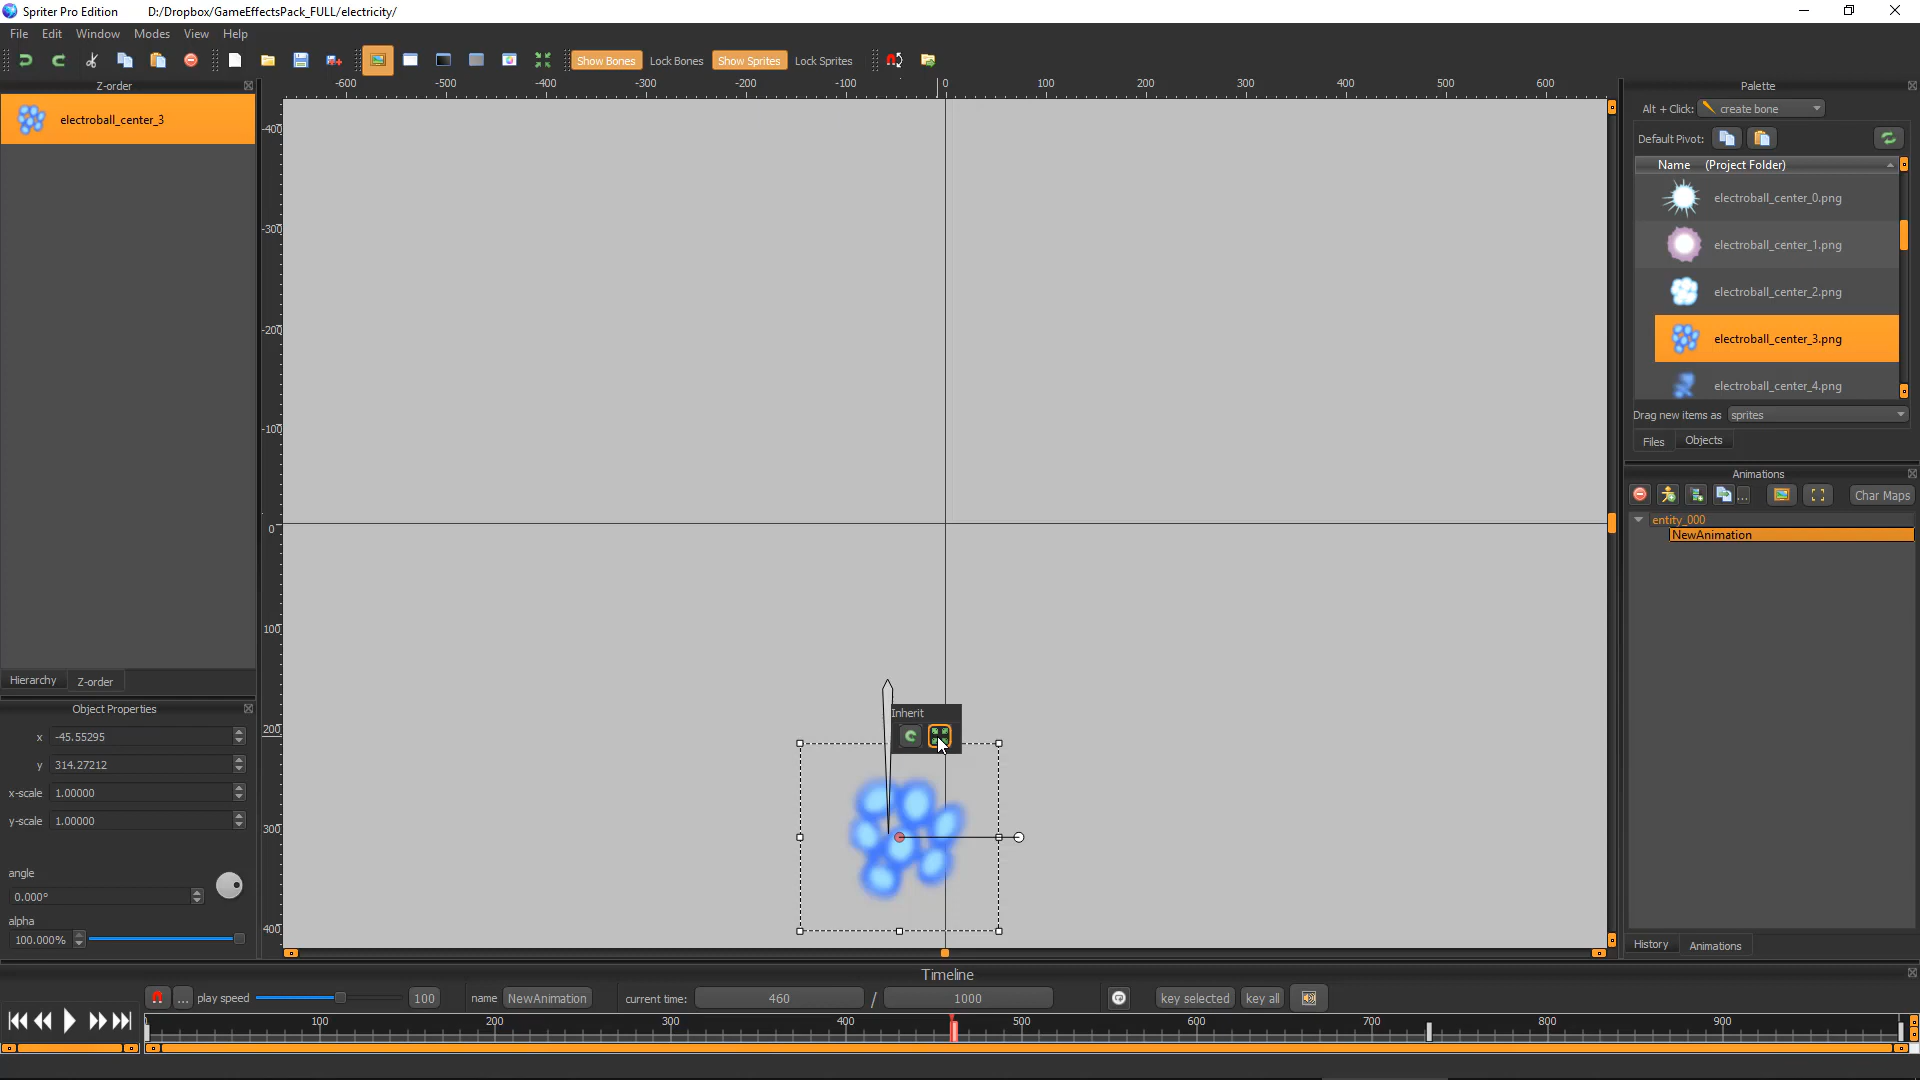 Spriter Pro Edition D:/Dropbox/GameEffectsPack_FULL/electricity/
File Edit Window Modes View Help
Show Bones Lock Bones Show Sprites Lock Sprites
Z-order
electroball_center_3
Hierarchy Z-order
Object Properties
x -45.55295
y 314.27212
x-scale 1.00000
y-scale 1.00000
angle
0.000º
alpha
100.000%
-600 -500 -400 -300 -200 -100 0 100 200 300 400 500 600
-400
-300
-200
-100
0
100
200
300
400
Inherit
Palette
Alt + Click: create bone
Default Pivot:
Name (Project Folder)
electroball_center_0.png
electroball_center_1.png
electroball_center_2.png
electroball_center_3.png
electroball_center_4.png
Drag new items as sprites
Files Objects
Animations
... Char Maps
entity_000
NewAnimation
History Animations
Timeline
... play speed 100 name NewAnimation current time: 460 / 1000 key selected key all
100 200 300 400 500 600 700 800 900